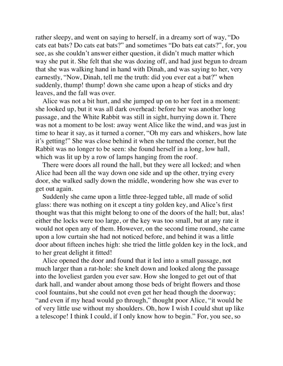 rather sleepy, and went on saying to herself, in a dreamy sort of way, “Do
cats eat bats? Do cats eat bats?” and sometimes “Do bats eat cats?”, for, you
see, as she couldn’t answer either question, it didn’t much matter which
way she put it. She felt that she was dozing off, and had just begun to dream
that she was walking hand in hand with Dinah, and was saying to her, very
earnestly, “Now, Dinah, tell me the truth: did you ever eat a bat?” when
suddenly, thump! thump! down she came upon a heap of sticks and dry
leaves, and the fall was over.
Alice was not a bit hurt, and she jumped up on to her feet in a moment:
she looked up, but it was all dark overhead: before her was another long
passage, and the White Rabbit was still in sight, hurrying down it. There
was not a moment to be lost: away went Alice like the wind, and was just in
time to hear it say, as it turned a corner, “Oh my ears and whiskers, how late
it’s getting!” She was close behind it when she turned the corner, but the
Rabbit was no longer to be seen: she found herself in a long, low hall,
which was lit up by a row of lamps hanging from the roof.
There were doors all round the hall, but they were all locked; and when
Alice had been all the way down one side and up the other, trying every
door, she walked sadly down the middle, wondering how she was ever to
get out again.
Suddenly she came upon a little three-legged table, all made of solid
glass: there was nothing on it except a tiny golden key, and Alice’s first
thought was that this might belong to one of the doors of the hall; but, alas!
either the locks were too large, or the key was too small, but at any rate it
would not open any of them. However, on the second time round, she came
upon a low curtain she had not noticed before, and behind it was a little
door about fifteen inches high: she tried the little golden key in the lock, and
to her great delight it fitted!
Alice opened the door and found that it led into a small passage, not
much larger than a rat-hole: she knelt down and looked along the passage
into the loveliest garden you ever saw. How she longed to get out of that
dark hall, and wander about among those beds of bright flowers and those
cool fountains, but she could not even get her head though the doorway;
“and even if my head would go through,” thought poor Alice, “it would be
of very little use without my shoulders. Oh, how I wish I could shut up like
a telescope! I think I could, if I only know how to begin.” For, you see, so